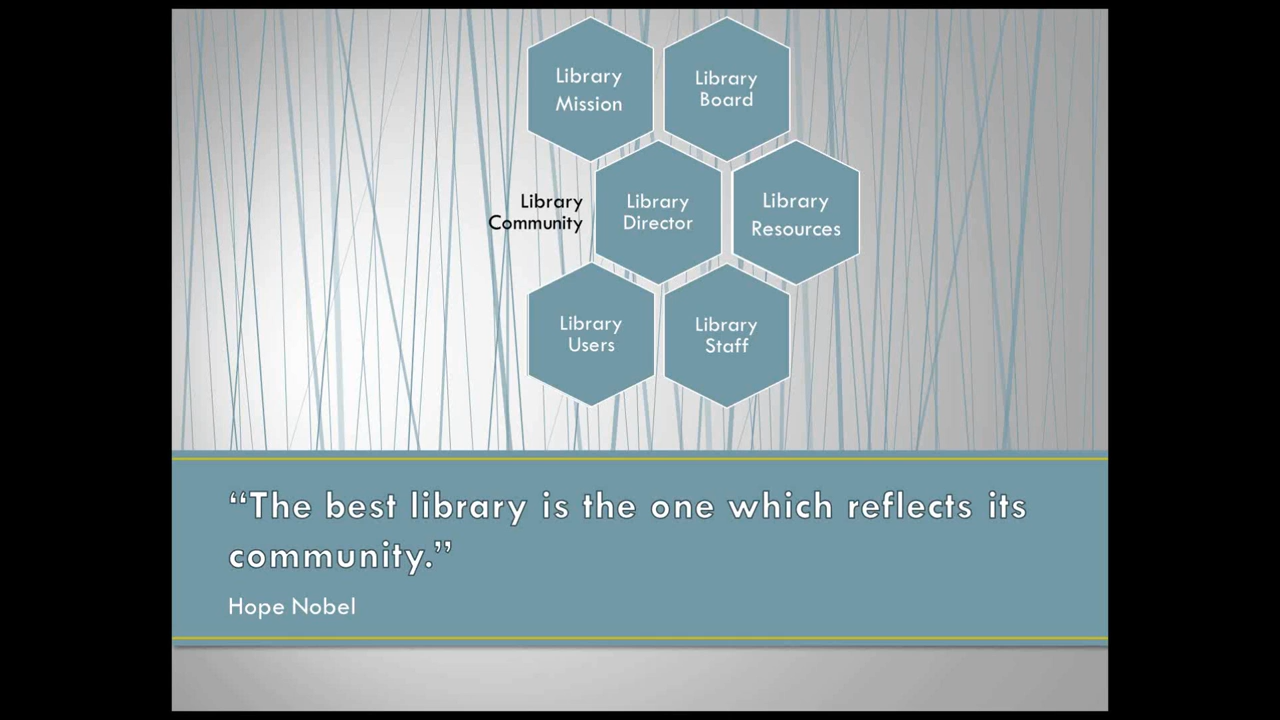 Library
Mission
Library
Board
Library
Community
Library
Director
Library
Resources
Library
Users
Library
Staff
“The best library is the one which reflects its
community.”
Hope Nobel